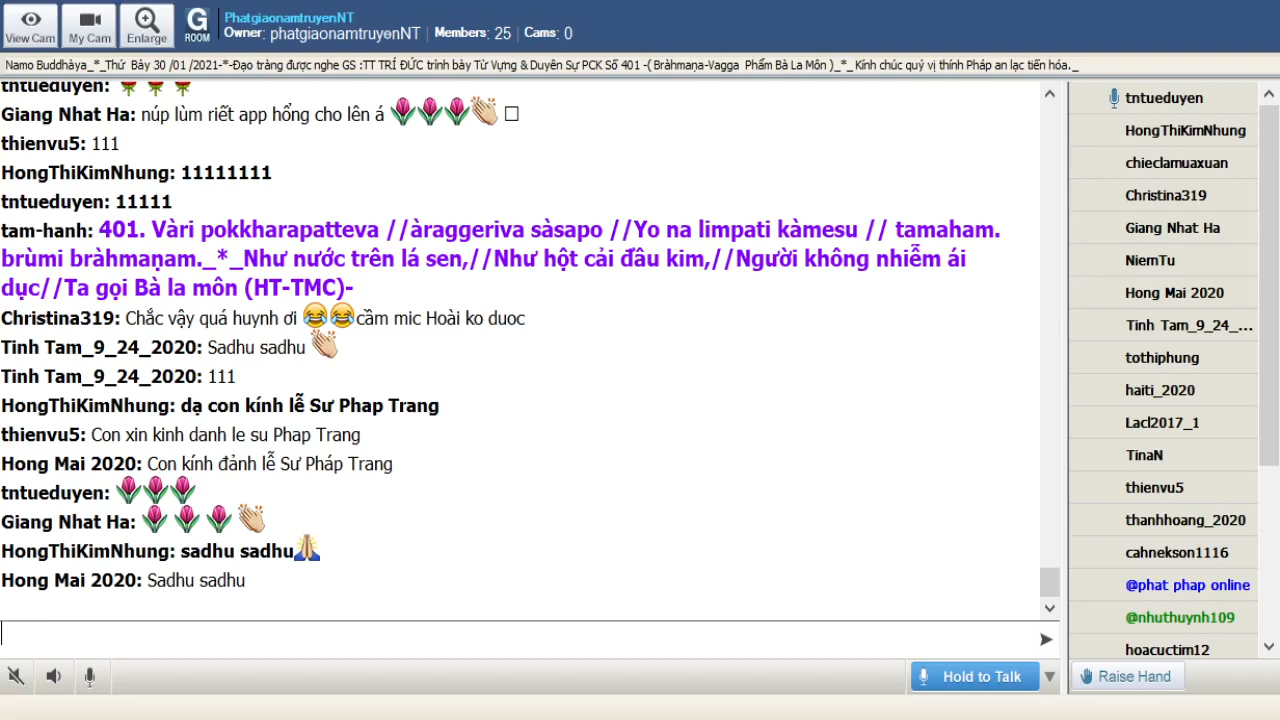 View Cam
My Cam
Enlarge
G
ROOM
PhatgiaonamtruyenNT
Owner: phatgiaonamtruyenNT | Members: 25 | Cams: 0
Namo Buddhàya_*_Thứ Bảy 30 /01 /2021-*-Đạo tràng được nghe GS :TT TRÍ ĐỨC trình bày Từ Vựng & Duyên Sự PCK Số 401 -( Bràhmaṇa-Vagga Phẩm Bà La Môn )_*_ Kính chúc quý vị thính Pháp an lạc tiến hóa._
tntueduyen:
Giang Nhat Ha: núp lùm riết app hổng cho lên á
thienvu5: 111
HongThiKimNhung: 11111111
tntueduyen: 11111
tam-hanh: 401. Vàri pokkharapatteva //àraggeriva sàsapo //Yo na limpati kàmesu // tamaham.
brùmi bràhmaṇam._*_Như nước trên lá sen,//Như hột cải đầu kim,//Người không nhiễm ái
dục//Ta gọi Bà la môn (HT-TMC)-
Christina319: Chắc vậy quá huynh ơi cầm mic Hoài ko duoc
Tinh Tam_9_24_2020: Sadhu sadhu
Tinh Tam_9_24_2020: 111
HongThiKimNhung: dạ con kính lễ Sư Phap Trang
thienvu5: Con xin kinh danh le su Phap Trang
Hong Mai 2020: Con kính đảnh lễ Sư Pháp Trang
tntueduyen:
Giang Nhat Ha:
HongThiKimNhung: sadhu sadhu
Hong Mai 2020: Sadhu sadhu
Hold to Talk
tntueduyen
HongThiKimNhung
chieclamuaxuan
Christina319
Giang Nhat Ha
NiemTu
Hong Mai 2020
Tinh Tam_9_24_...
tothiphung
haiti_2020
Lacl2017_1
TinaN
thienvu5
thanhhoang_2020
cahnekson1116
@phat phap online
@nhuthuynh109
hoacuctim12
Raise Hand